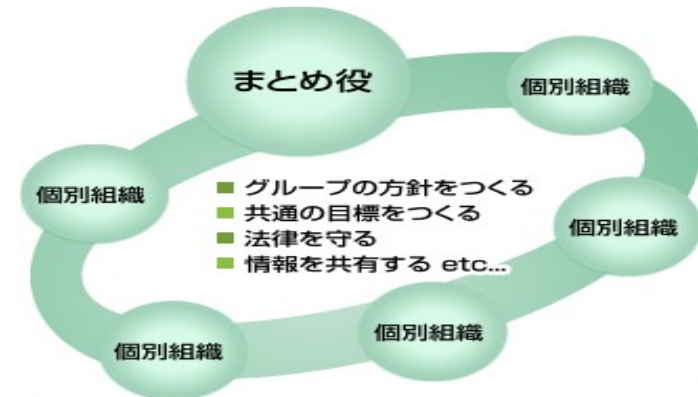 まとめ役
個別組織
個別組織
■ グループの方針をつくる
■ 共通の目標をつくる
■ 法律を守る
■ 情報を共有する etc...
個別組織
個別組織
個別組織